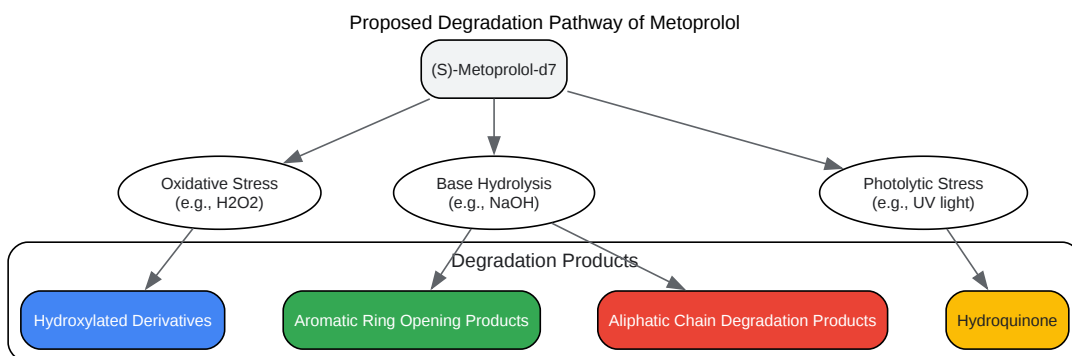 Proposed Degradation Pathway of Metoprolol
(S)-Metoprolol-d7
Oxidative Stress
(e.g., H2O2)
Base Hydrolysis
(e.g., NaOH)
Photolytic Stress
(e.g., UV light)
Degradation Products
Hydroxylated Derivatives
Aromatic Ring Opening Products
Aliphatic Chain Degradation Products
Hydroquinone